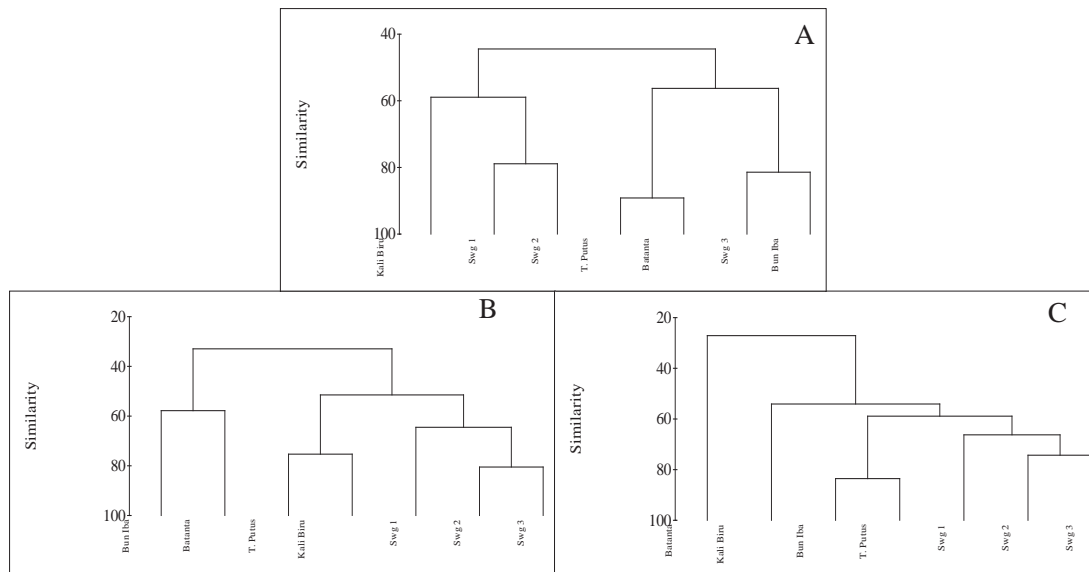 A
40
60
80
100
Similarity
Kali Biru
Swg 1
Swg 2
T. Putus
Batanta
Swg 3
Bun Iba
B
20
40
60
80
100
Similarity
Bun Iba
Batanta
T. Putus
Kali Biru
Swg 1
Swg 2
Swg 3
C
20
40
60
80
100
Similarity
Batanta
Kali Biru
Bun Iba
T. Putus
Swg 1
Swg 2
Swg 3